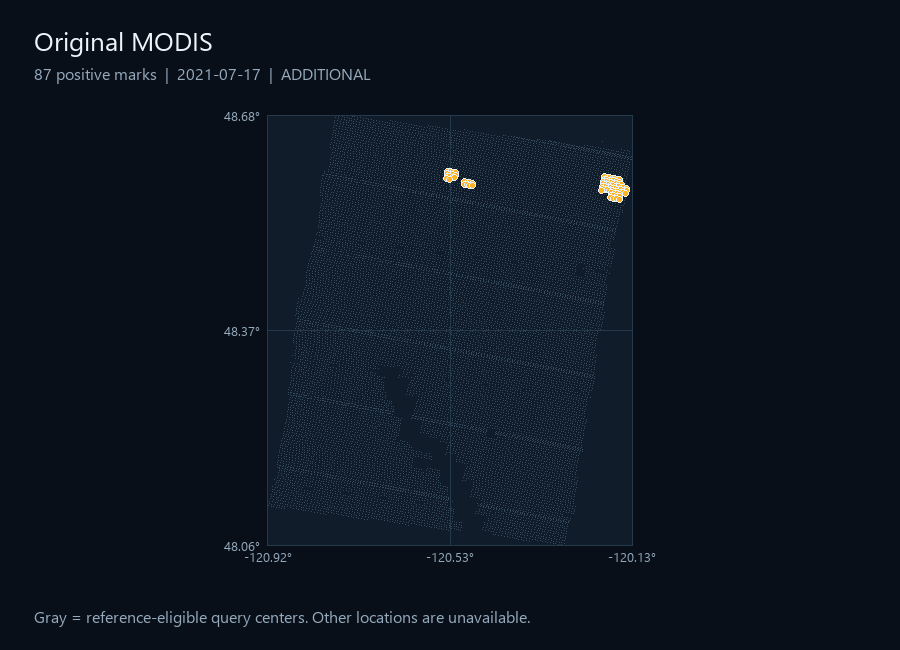 Original MODIS
87 positive marks | 2021-07-17 | ADDITIONAL
48.68°
48.37°
48.06°
-120.92°
-120.53°
-120.13°
Gray = reference-eligible query centers. Other locations are unavailable.